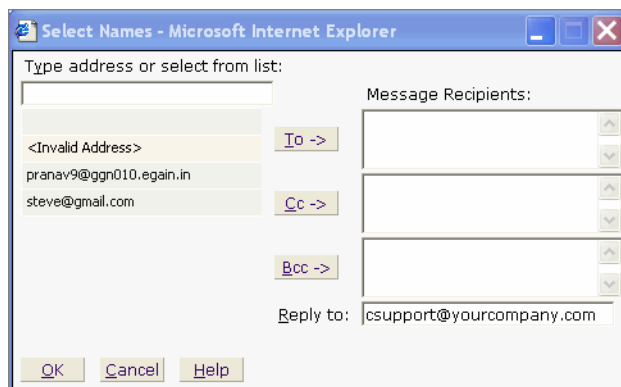 Select Names - Microsoft Internet Explorer
Type address or select from list:
Message Recipients:
<Invalid Address>
pranav9@ggn010.egain.in
steve@gmail.com
To ->
Cc ->
Bcc ->
Reply to: csupport@yourcompany.com
OK Cancel Help